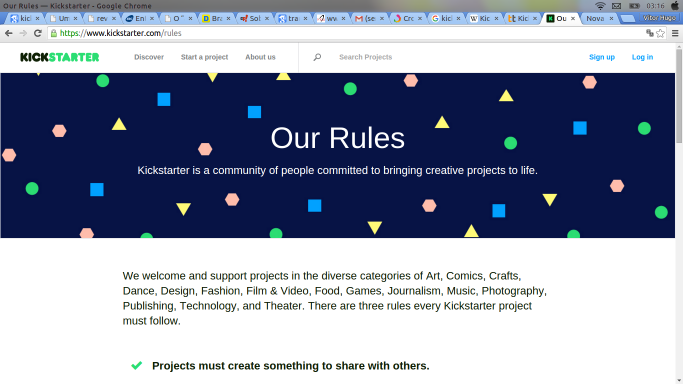 Our Rules — Kickstarter - Google Chrome
03:16
kicl
Um
rev
En
O "
Bra
Sol
tra
ww
(se
Cro
kic
Kic
Kic
Ou
Nova
Vitor Hugo
https://www.kickstarter.com/rules
KICKSTARTER
Discover
Start a project
About us
Search Projects
Sign up
Log in
Our Rules
Kickstarter is a community of people committed to bringing creative projects to life.
We welcome and support projects in the diverse categories of Art, Comics, Crafts,
Dance, Design, Fashion, Film & Video, Food, Games, Journalism, Music, Photography,
Publishing, Technology, and Theater. There are three rules every Kickstarter project
must follow.
Projects must create something to share with others.